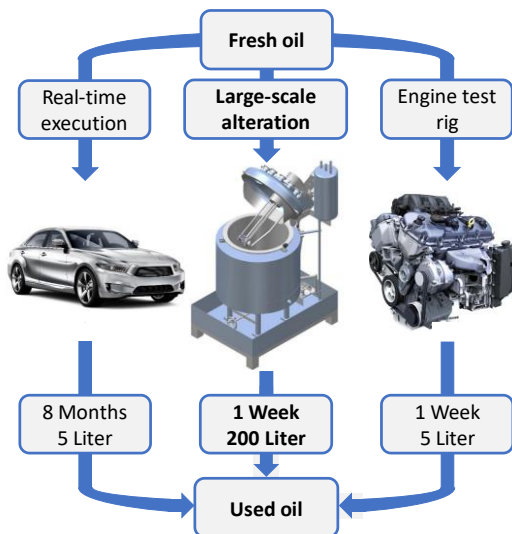 Fresh oil
Real-time
execution
Large-scale
alteration
Engine test
rig
8 Months
5 Liter
1 Week
200 Liter
1 Week
5 Liter
Used oil